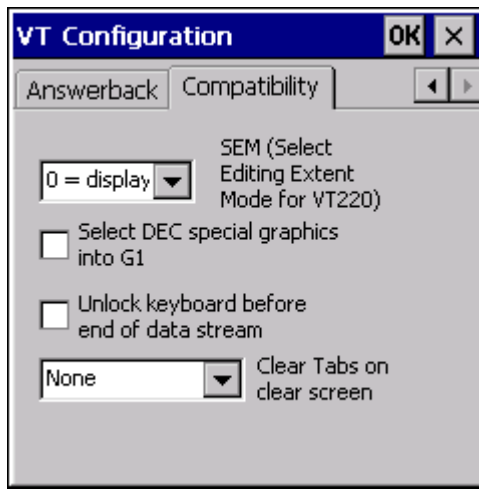 VT Configuration OK
Answerback Compatibility
SEM (Select
Editing Extent
Mode for VT220)
0 = display
Select DEC special graphics
into G1
Unlock keyboard before
end of data stream
None
Clear Tabs on
clear screen